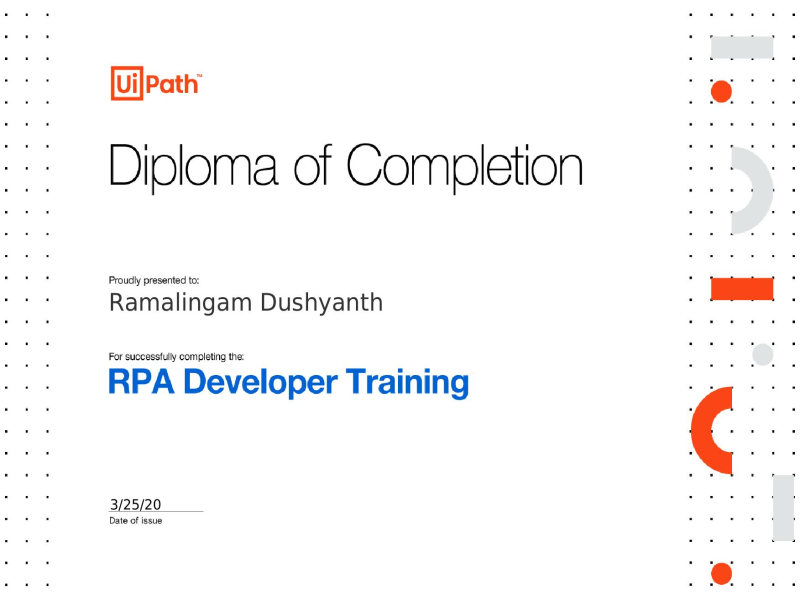 UiPath™
Diploma of Completion
Proudly presented to:
Ramalingam Dushyanth
For successfully completing the:
RPA Developer Training
3/25/20
Date of issue